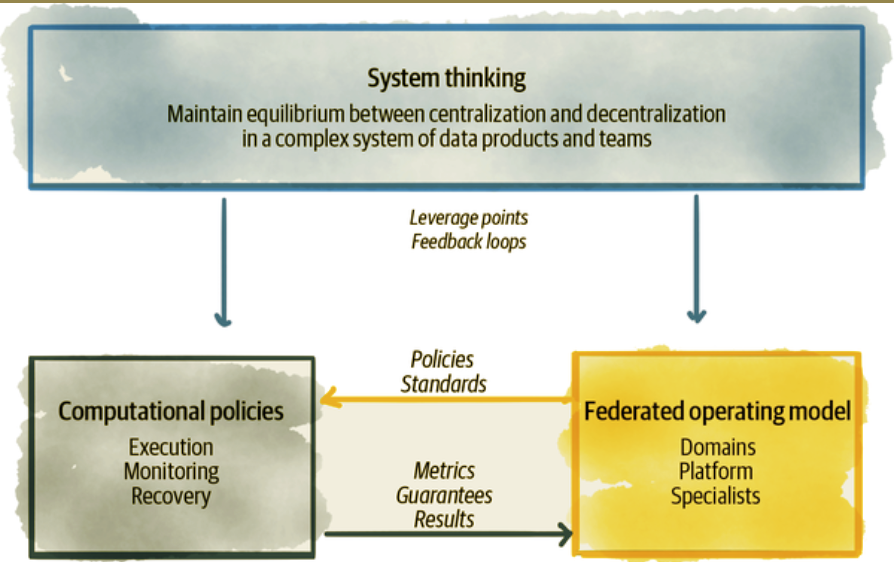 System thinking
Maintain equilibrium between centralization and decentralization
in a complex system of data products and teams
Leverage points
Feedback loops
Policies
Standards
Computational policies
Execution
Monitoring
Recovery
Federated operating model
Domains
Platform
Specialists
Metrics
Guarantees
Results